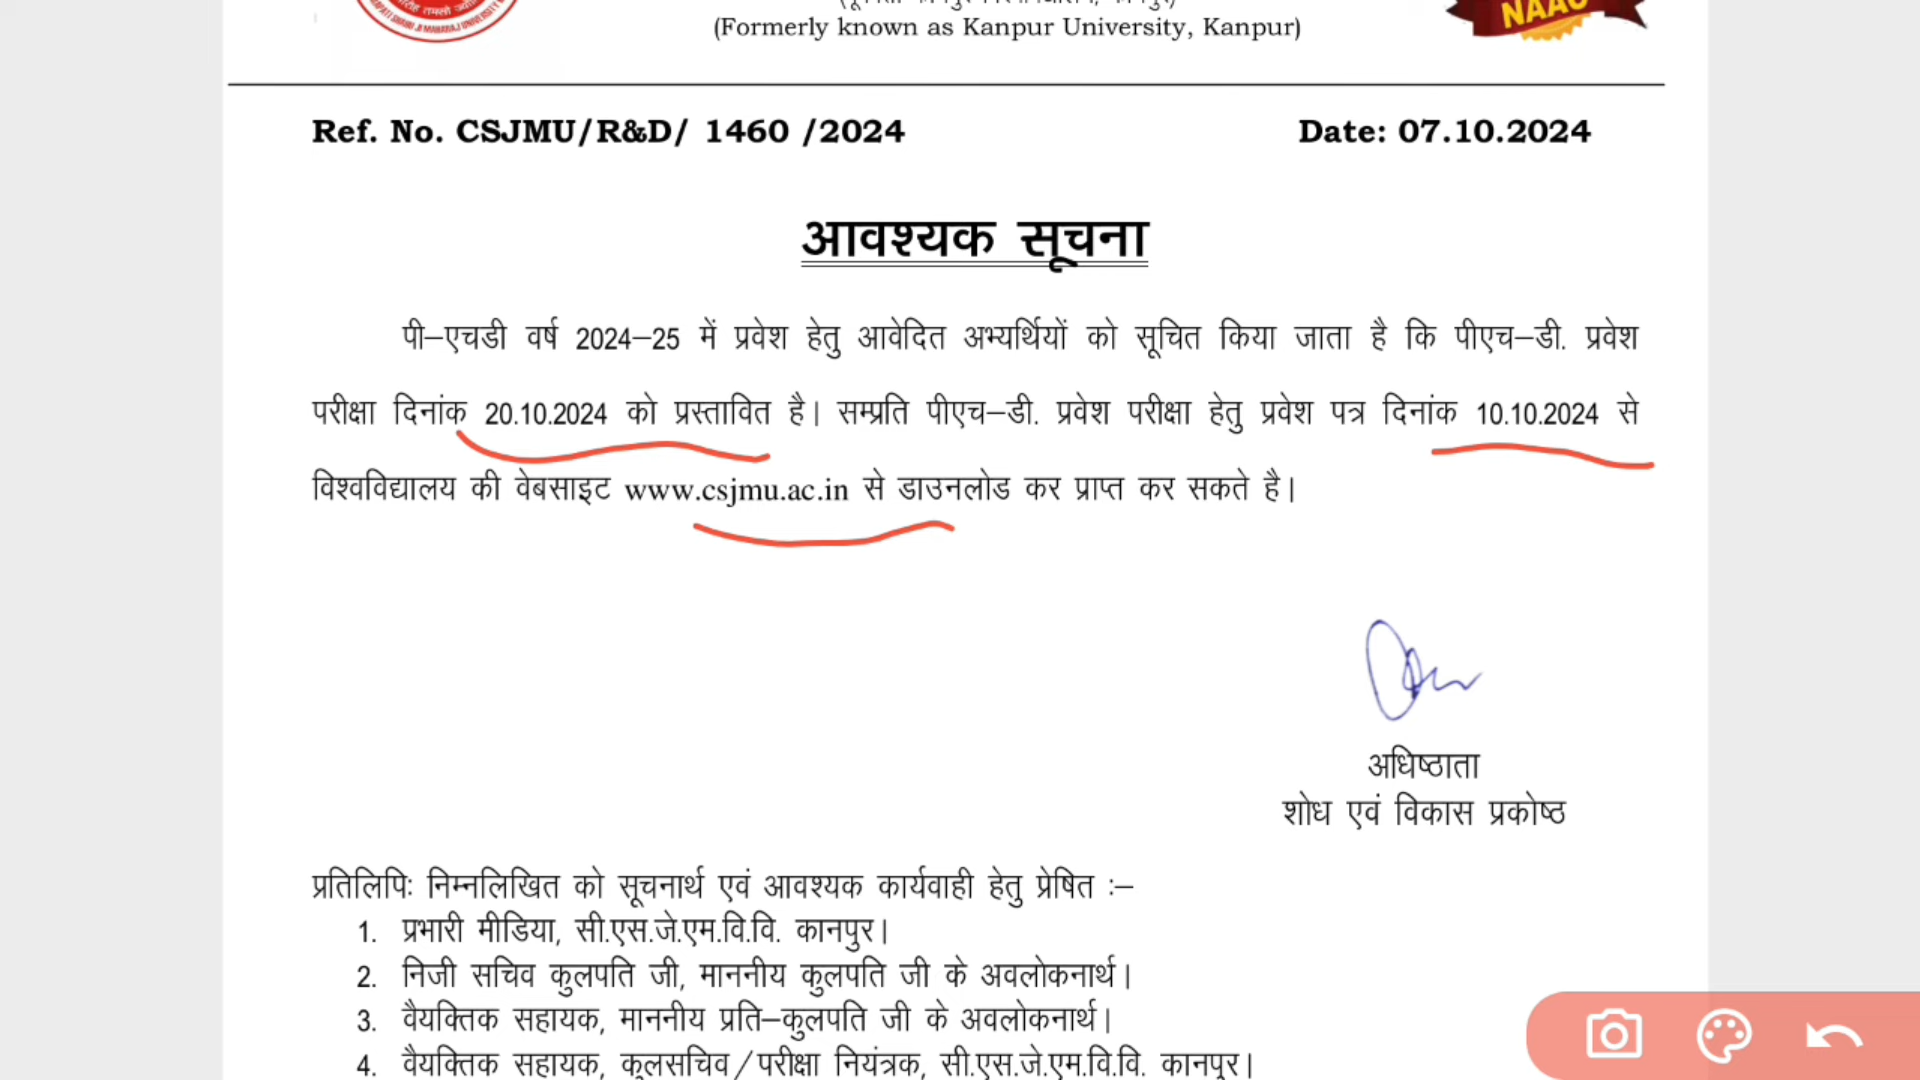 (Formerly known as Kanpur University, Kanpur)
NAAC
Ref. No. CSJMU/R&D/ 1460 /2024 Date: 07.10.2024
आवश्यक सूचना
पी–एचडी वर्ष 2024–25 में प्रवेश हेतु आवेदित अभ्यर्थियों को सूचित किया जाता है कि पीएच–डी. प्रवेश
परीक्षा दिनांक 20.10.2024 को प्रस्तावित है। सम्प्रति पीएच–डी. प्रवेश परीक्षा हेतु प्रवेश पत्र दिनांक 10.10.2024 से
विश्वविद्यालय की वेबसाइट www.csjmu.ac.in से डाउनलोड कर प्राप्त कर सकते है।
अधिष्ठाता
शोध एवं विकास प्रकोष्ठ
प्रतिलिपिः निम्नलिखित को सूचनार्थ एवं आवश्यक कार्यवाही हेतु प्रेषित :–
1. प्रभारी मीडिया, सी.एस.जे.एम.वि.वि. कानपुर।
2. निजी सचिव कुलपति जी, माननीय कुलपति जी के अवलोकनार्थ।
3. वैयक्तिक सहायक, माननीय प्रति–कुलपति जी के अवलोकनार्थ।
4. वैयक्तिक सहायक, कुलसचिव/परीक्षा नियंत्रक, सी.एस.जे.एम.वि.वि. कानपुर।